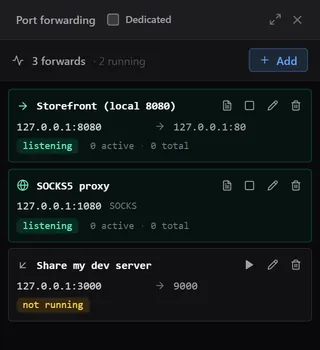 Port forwarding Dedicated
3 forwards · 2 running + Add
Storefront (local 8080)
127.0.0.1:8080 → 127.0.0.1:80
listening 0 active · 0 total
SOCKS5 proxy
127.0.0.1:1080 SOCKS
listening 0 active · 0 total
Share my dev server
127.0.0.1:3000 → 9000
not running